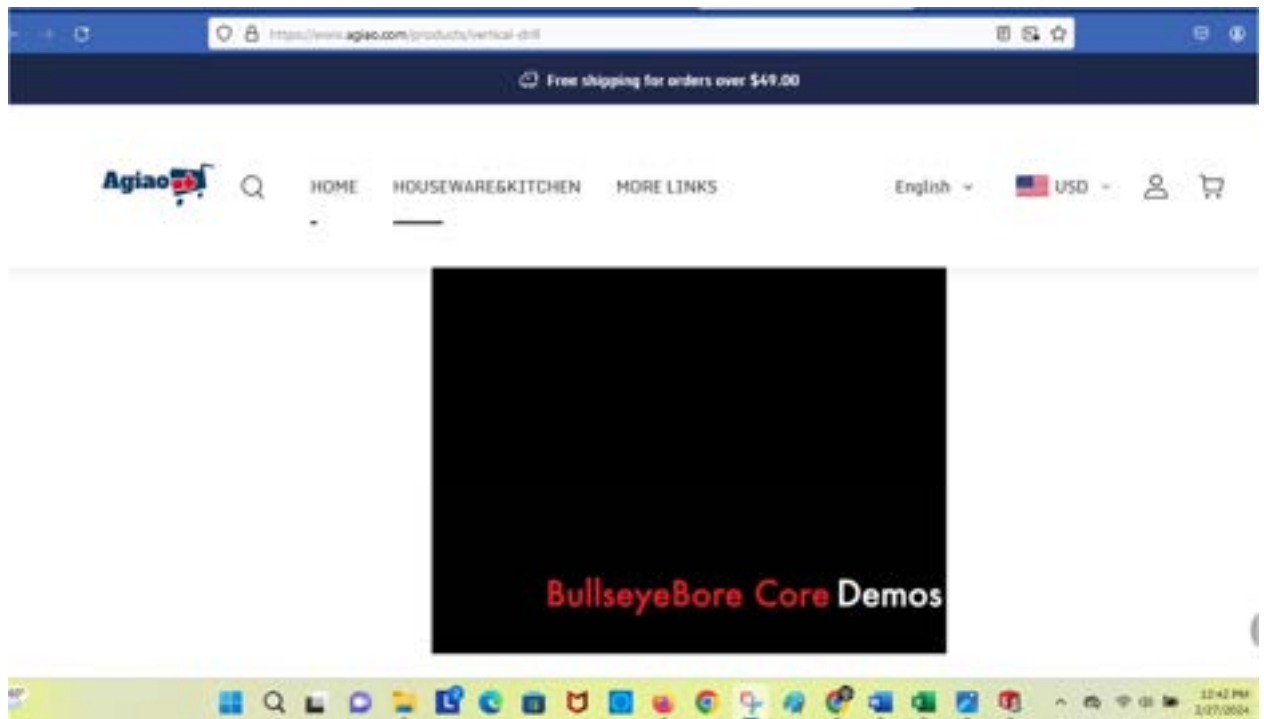 https://www.agiao.com/products/vertical-drill
Free shipping for orders over $49.00
Agiao
HOME HOUSEWARE&KITCHEN MORE LINKS English USD
BullseyeBore Core Demos
12:42 PM